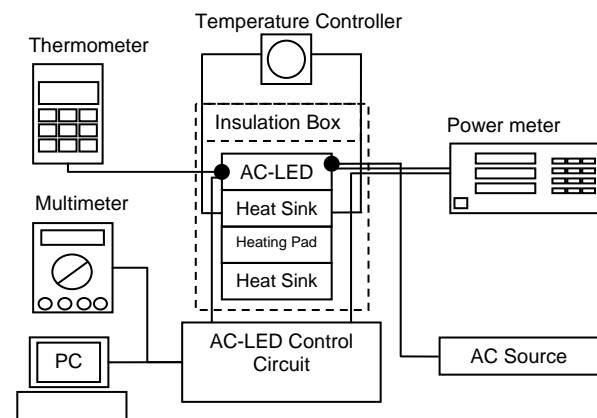 Temperature Controller
Thermometer
Insulation Box
Power meter
AC-LED
Multimeter
Heat Sink
Heating Pad
Heat Sink
AC-LED Control
Circuit
PC
AC Source